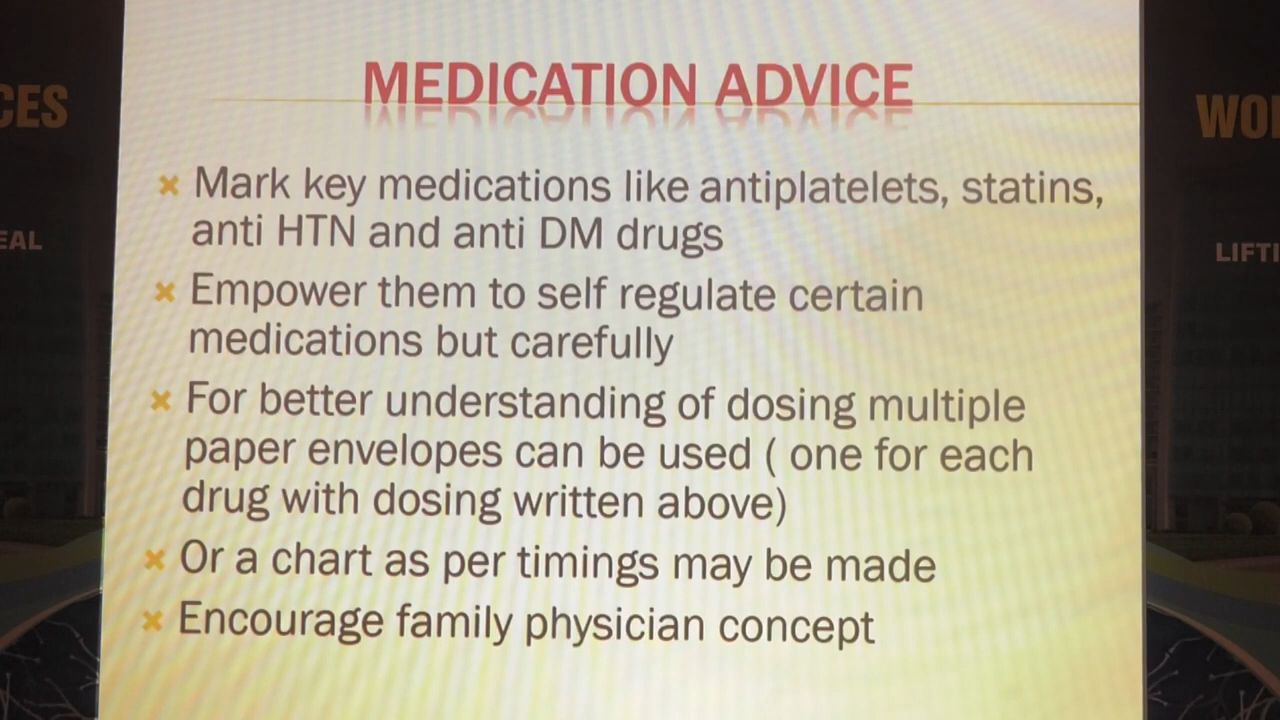 MEDICATION ADVICE
Mark key medications like antiplatelets, statins,
anti HTN and anti DM drugs
Empower them to self regulate certain
medications but carefully
For better understanding of dosing multiple
paper envelopes can be used ( one for each
drug with dosing written above)
Or a chart as per timings may be made
Encourage family physician concept
CES
EAL
WO
LIFTI